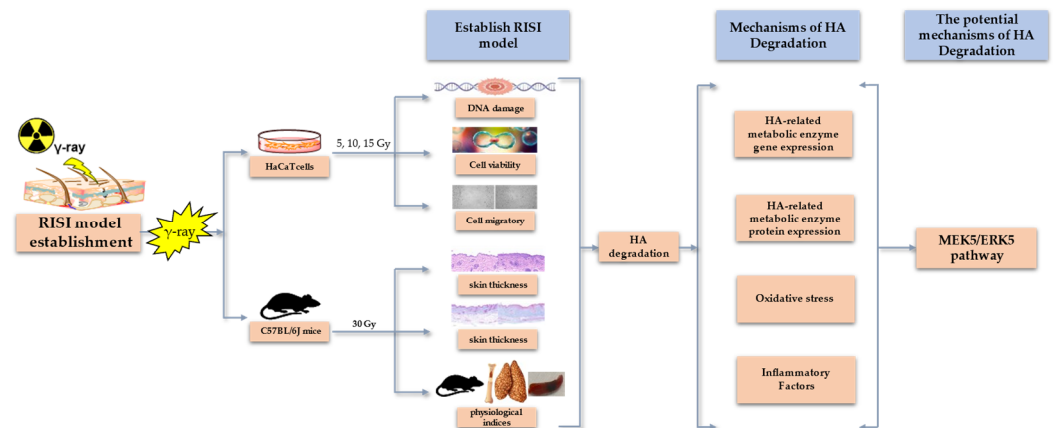 Establish RISI
model
Mechanisms of HA
Degradation
The potential
mechanisms of HA
Degradation
γ-ray
RISI model
establishment
γ-ray
HaCaTcells
5, 10, 15 Gy
DNA damage
Cell viability
Cell migratory
C57BL/6J mice
30 Gy
skin thickness
skin thickness
physiological
indices
HA
degradation
HA-related
metabolic enzyme
gene expression
HA-related
metabolic enzyme
protein expression
Oxidative stress
Inflammatory
Factors
MEK5/ERK5
pathway